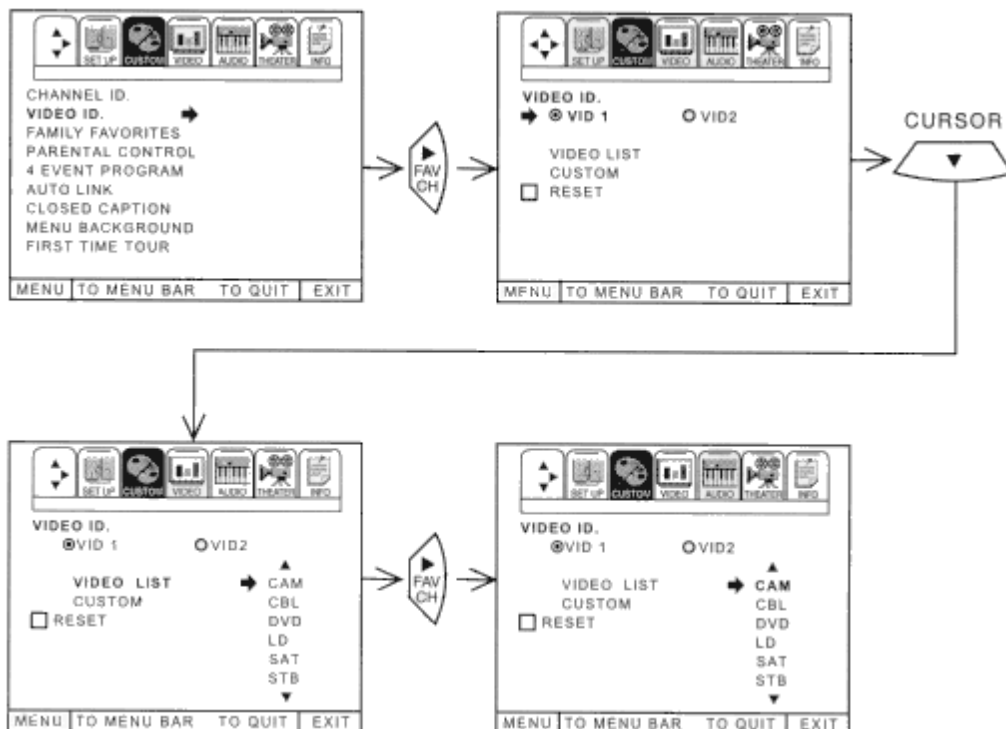 SET UP CUSTOM VIDEO AUDIO THEATER INFO
CHANNEL ID.
VIDEO ID.
FAMILY FAVORITES
PARENTAL CONTROL
4 EVENT PROGRAM
AUTO LINK
CLOSED CAPTION
MENU BACKGROUND
FIRST TIME TOUR
MENU TO MENU BAR TO QUIT EXIT
FAV
CH
SET UP CUSTOM VIDEO AUDIO THEATER INFO
VIDEO ID.
VID 1 VID2
VIDEO LIST
CUSTOM
RESET
MENU TO MENU BAR TO QUIT EXIT
CURSOR
SET UP CUSTOM VIDEO AUDIO THEATER INFO
VIDEO ID.
VID 1 VID2
VIDEO LIST CAM
CUSTOM CBL
RESET DVD
LD
SAT
STB
MENU TO MENU BAR TO QUIT EXIT
FAV
CH
SET UP CUSTOM VIDEO AUDIO THEATER INFO
VIDEO ID.
VID 1 VID2
VIDEO LIST CAM
CUSTOM CBL
RESET DVD
LD
SAT
STB
MENU TO MENU BAR TO QUIT EXIT